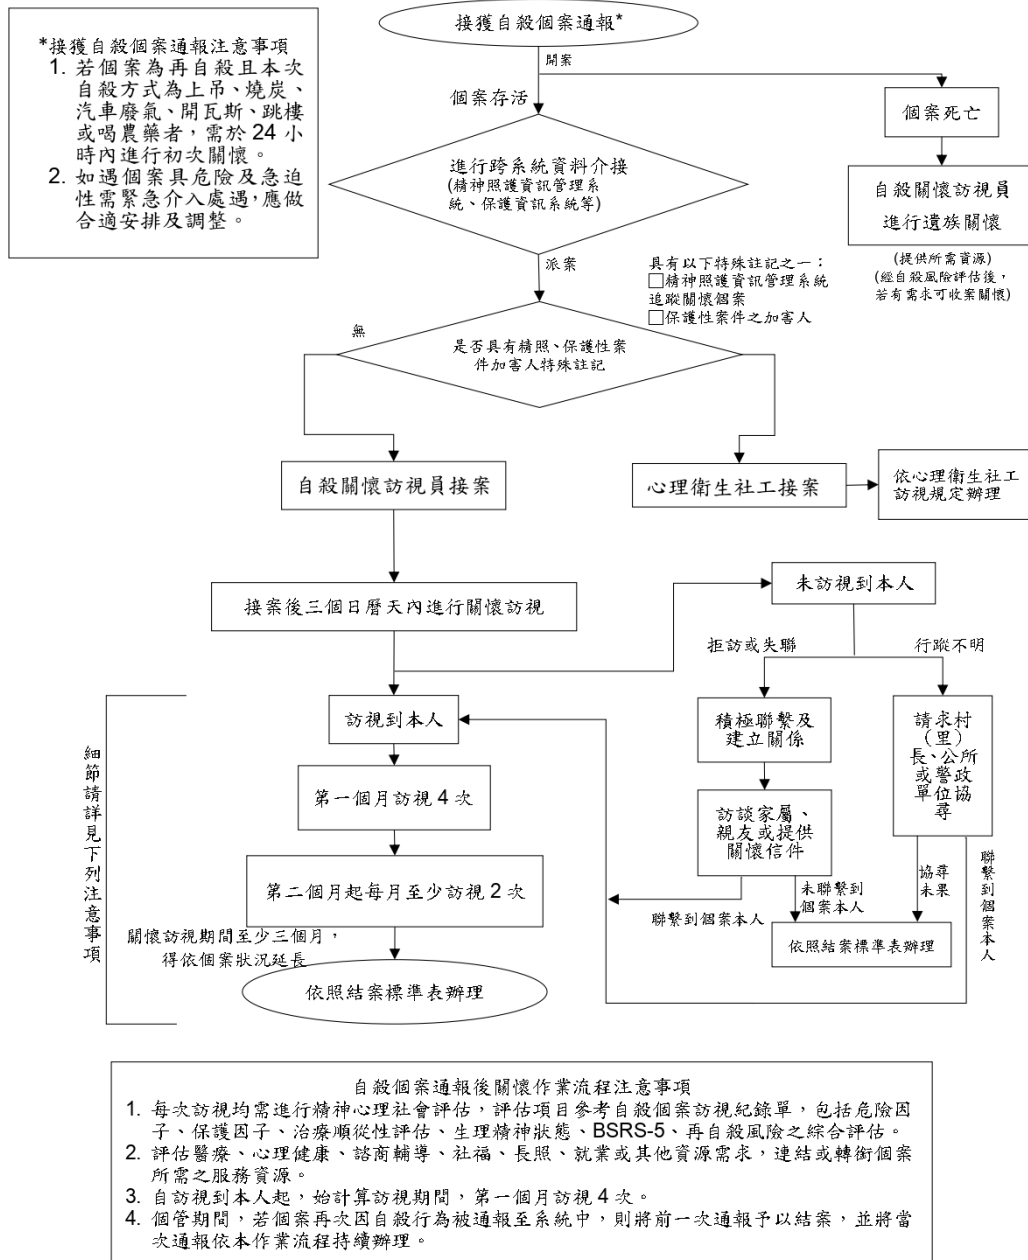 *接獲自殺個案通報注意事項
1. 若個案為再自殺且本次
自殺方式為上吊、燒炭、
汽車廢氣、開瓦斯、跳樓
或喝農藥者，需於 24 小
時內進行初次關懷。
2. 如遇個案具危險及急迫
性需緊急介入處遇，應做
合適安排及調整。
接獲自殺個案通報*
開案
個案存活
個案死亡
進行跨系統資料介接
(精神照護資訊管理系
統、保護資訊系統等)
自殺關懷訪視員
進行遺族關懷
(提供所需資源)
(經自殺風險評估後，
若有需求可收案關懷)
派案
具有以下特殊註記之一：
□精神照護資訊管理系統
追蹤關懷個案
□保護性案件之加害人
無
是否具有精照、保護性案
件加害人特殊註記
自殺關懷訪視員接案
心理衛生社工接案
依心理衛生社工
訪視規定辦理
接案後三個日曆天內進行關懷訪視
未訪視到本人
拒訪或失聯
行蹤不明
訪視到本人
積極聯繫及
建立關係
請求村
(里)
長、公所
或警政
單位協
尋
細節請詳見下列注意事項
第一個月訪視 4 次
訪談家屬、
親友或提供
關懷信件
第二個月起每月至少訪視 2 次
聯繫到個案本人
未聯繫到
個案本人
協尋
未果
聯繫到個案本人
關懷訪視期間至少三個月，
得依個案狀況延長
依照結案標準表辦理
依照結案標準表辦理
自殺個案通報後關懷作業流程注意事項
1. 每次訪視均需進行精神心理社會評估，評估項目參考自殺個案訪視紀錄單，包括危險因
子、保護因子、治療順從性評估、生理精神狀態、BSRS-5、再自殺風險之綜合評估。
2. 評估醫療、心理健康、諮商輔導、社福、長照、就業或其他資源需求，連結或轉銜個案
所需之服務資源。
3. 自訪視到本人起，始計算訪視期間，第一個月訪視 4 次。
4. 個管期間，若個案再次因自殺行為被通報至系統中，則將前一次通報予以結案，並將當
次通報依本作業流程持續辦理。